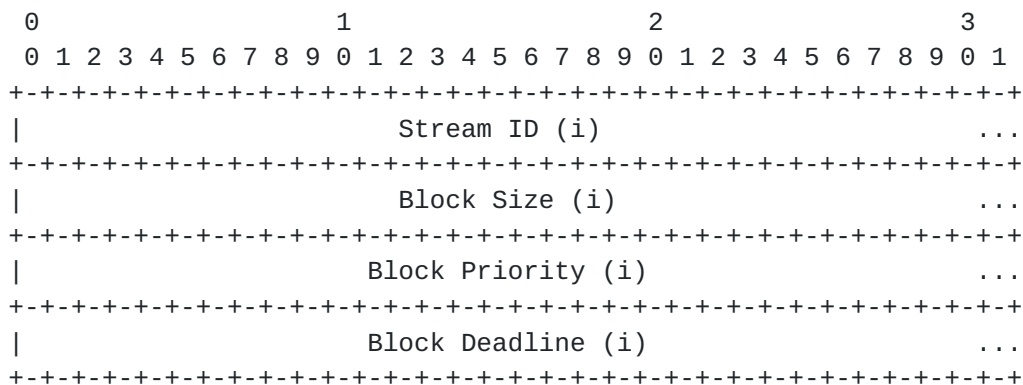 0                   1                   2                   3
 0 1 2 3 4 5 6 7 8 9 0 1 2 3 4 5 6 7 8 9 0 1 2 3 4 5 6 7 8 9 0 1
+-+-+-+-+-+-+-+-+-+-+-+-+-+-+-+-+-+-+-+-+-+-+-+-+-+-+-+-+-+-+-+-+
|                       Stream ID (i)                        ...
+-+-+-+-+-+-+-+-+-+-+-+-+-+-+-+-+-+-+-+-+-+-+-+-+-+-+-+-+-+-+-+-+
|                       Block Size (i)                       ...
+-+-+-+-+-+-+-+-+-+-+-+-+-+-+-+-+-+-+-+-+-+-+-+-+-+-+-+-+-+-+-+-+
|                     Block Priority (i)                     ...
+-+-+-+-+-+-+-+-+-+-+-+-+-+-+-+-+-+-+-+-+-+-+-+-+-+-+-+-+-+-+-+-+
|                     Block Deadline (i)                     ...
+-+-+-+-+-+-+-+-+-+-+-+-+-+-+-+-+-+-+-+-+-+-+-+-+-+-+-+-+-+-+-+-+